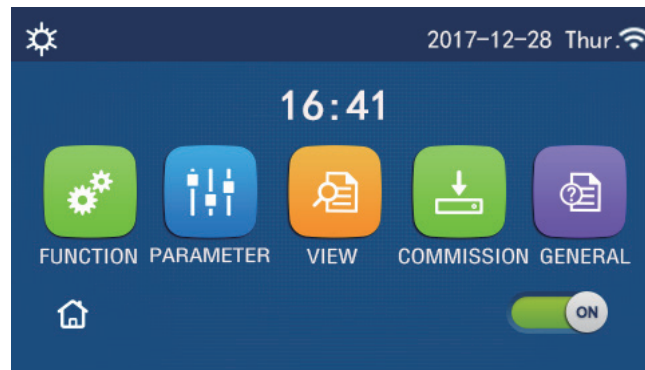 2017-12-28 Thur.
16:41
FUNCTION PARAMETER VIEW COMMISSION GENERAL
ON